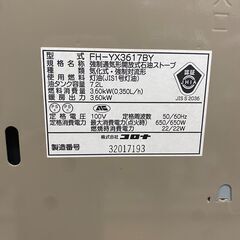 型 式 FH-YX3617BY
規格名 強制通気形開放式石油ストーブ
種 類 気化式・強制対流形
使用燃料 灯油(JIS1号灯油)
油タンク容量 7.2L
燃料消費量 3.60kW(0.350L/h)
暖房出力 3.60kW
定格電圧 100V 定格周波数 50/60Hz
定格消費電力 最大消費電力(点火時) 650/650W
燃焼時消費電力 22/22W
株式会社 コロナ
製造番号 32017193
認証
JIS S 2036